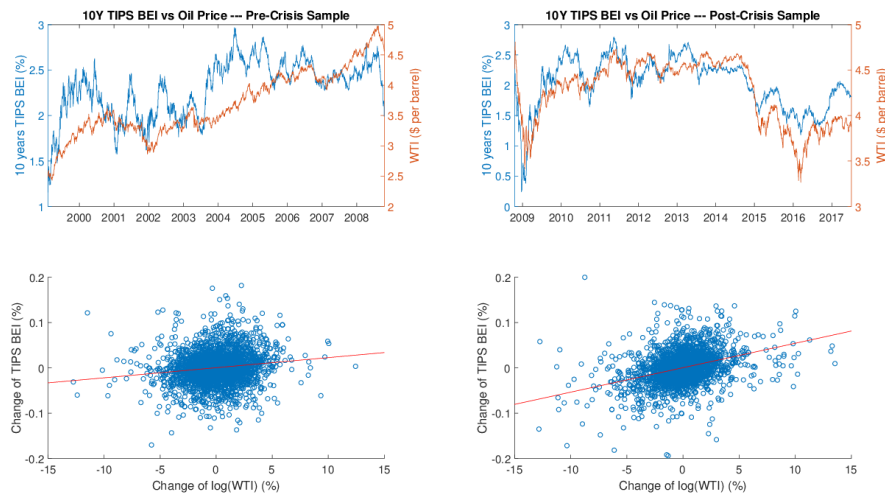 10Y TIPS BEI vs Oil Price --- Pre-Crisis Sample
10 years TIPS BEI (%)
3
2.5
2
1.5
1
5
4.5
4
3.5
3
2.5
2
WTI ($ per barrel)
2000 2001 2002 2003 2004 2005 2006 2007 2008
10Y TIPS BEI vs Oil Price --- Post-Crisis Sample
10 years TIPS BEI (%)
3
2.5
2
1.5
1
0.5
0
5
4.5
4
3.5
3
WTI ($ per barrel)
2009 2010 2011 2012 2013 2014 2015 2016 2017
Change of TIPS BEI (%)
0.2
0.1
0
-0.1
-0.2
-15 -10 -5 0 5 10 15
Change of log(WTI) (%)
Change of TIPS BEI (%)
0.2
0.1
0
-0.1
-0.2
-15 -10 -5 0 5 10 15
Change of log(WTI) (%)